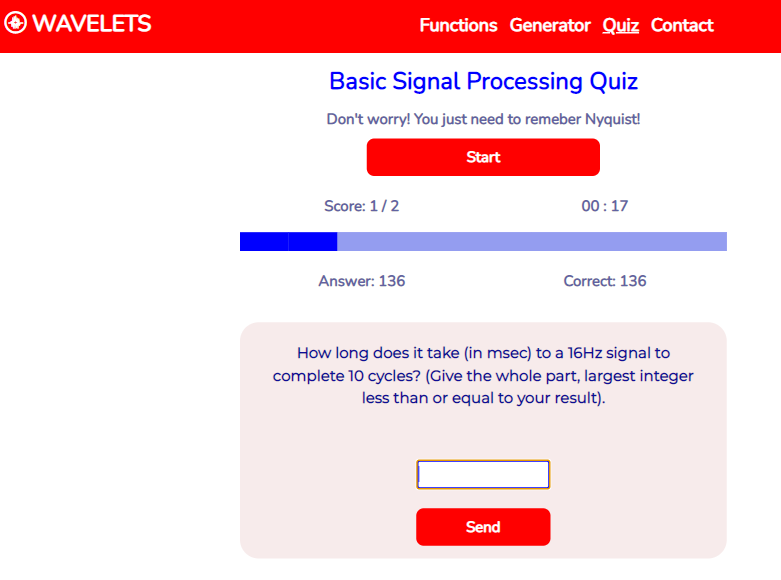 WAVELETS
Functions Generator Quiz Contact
Basic Signal Processing Quiz
Don't worry! You just need to remeber Nyquist!
Start
Score: 1 / 2 00 : 17
Answer: 136 Correct: 136
How long does it take (in msec) to a 16Hz signal to
complete 10 cycles? (Give the whole part, largest integer
less than or equal to your result).
Send